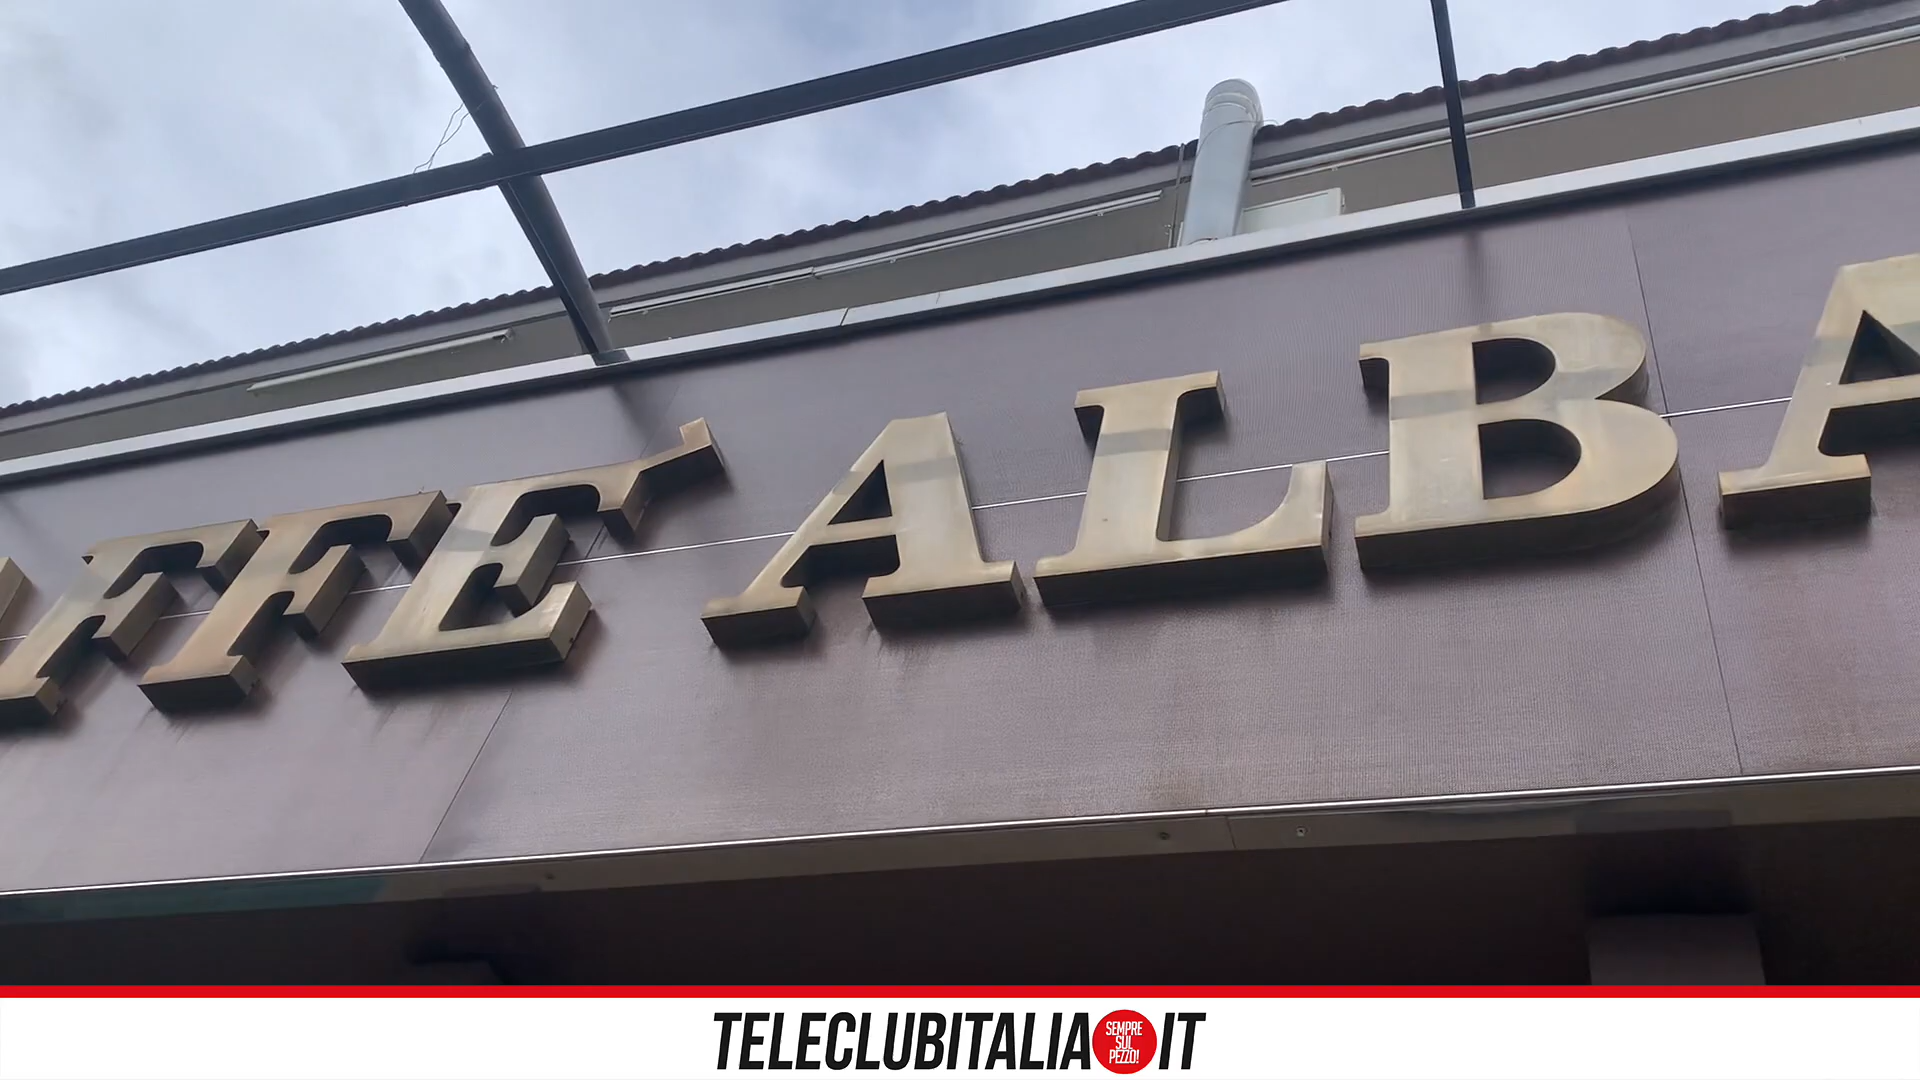 FFE' ALBA
TELECLUBITALIA
SEMPRE
SUL
PEZZO!
IT